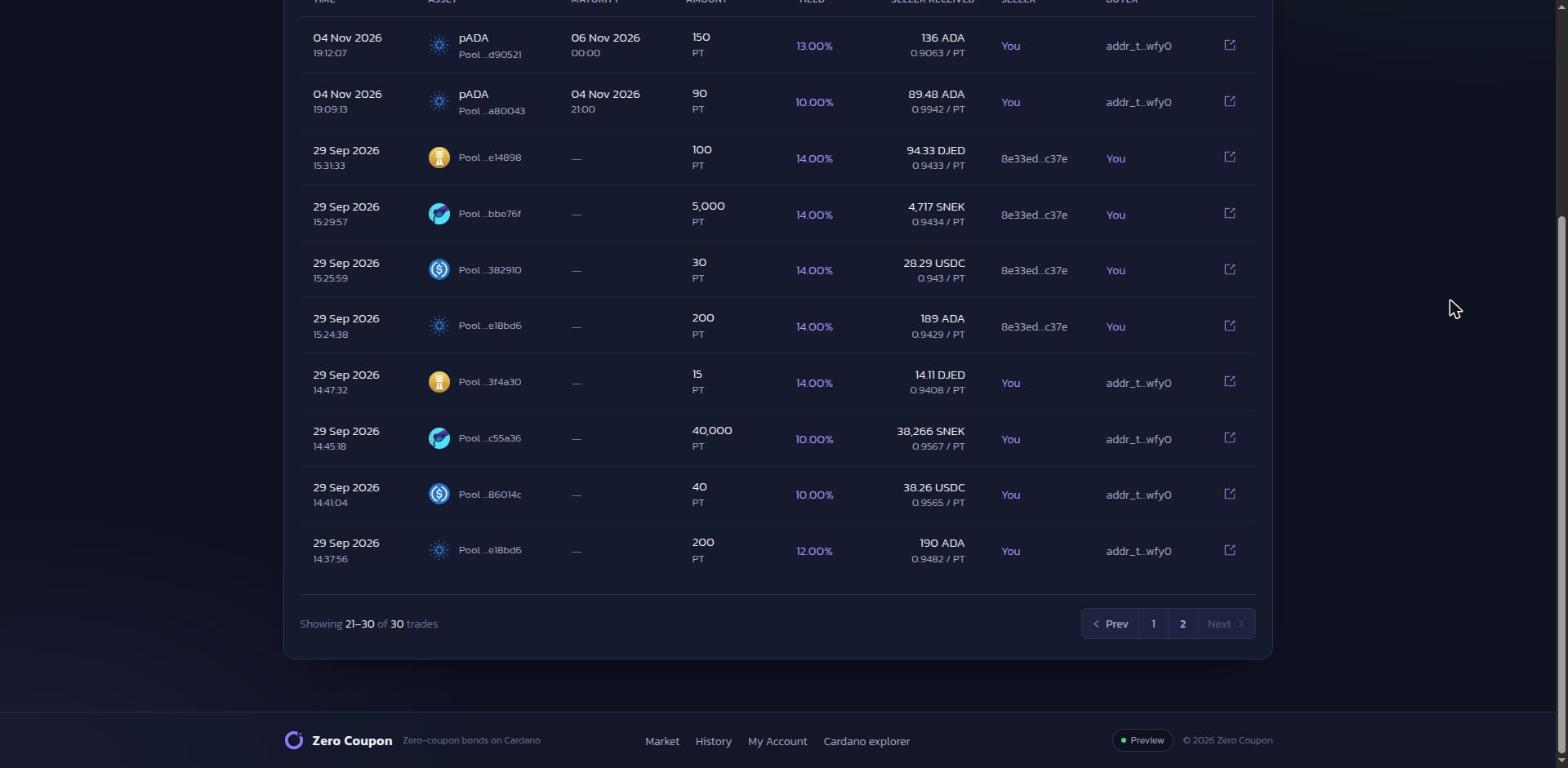 TIME ASSET MATURITY AMOUNT YIELD SELLER RECEIVED SELLER BUYER
04 Nov 2026 pADA 06 Nov 2026 150 13.00% 136 ADA You addr_t...wfy0
19:12:07 Pool ...d90521 00:00 PT 0.9063 / PT
04 Nov 2026 pADA 04 Nov 2026 90 10.00% 89.48 ADA You addr_t...wfy0
19:09:13 Pool ...a80043 21:00 PT 0.9942 / PT
29 Sep 2026 Pool ...e14898 — 100 14.00% 94.33 DJED 8e33ed...c37e You
15:31:33 PT 0.9433 / PT
29 Sep 2026 Pool ...bbe76f — 5,000 14.00% 4,717 SNEK 8e33ed...c37e You
15:29:57 PT 0.9434 / PT
29 Sep 2026 Pool ...382910 — 30 14.00% 28.29 USDC 8e33ed...c37e You
15:25:59 PT 0.943 / PT
29 Sep 2026 Pool ...e18bd6 — 200 14.00% 189 ADA 8e33ed...c37e You
15:24:38 PT 0.9429 / PT
29 Sep 2026 Pool ...3f4a30 — 15 14.00% 14.11 DJED You addr_t...wfy0
14:47:32 PT 0.9408 / PT
29 Sep 2026 Pool ...c55a36 — 40,000 10.00% 38,266 SNEK You addr_t...wfy0
14:45:18 PT 0.9567 / PT
29 Sep 2026 Pool ...86014c — 40 10.00% 38.26 USDC You addr_t...wfy0
14:41:04 PT 0.9565 / PT
29 Sep 2026 Pool ...e18bd6 — 200 12.00% 190 ADA You addr_t...wfy0
14:37:56 PT 0.9482 / PT
Showing 21–30 of 30 trades Prev 1 2 Next
Zero Coupon Zero-coupon bonds on Cardano Market History My Account Cardano explorer Preview © 2026 Zero Coupon